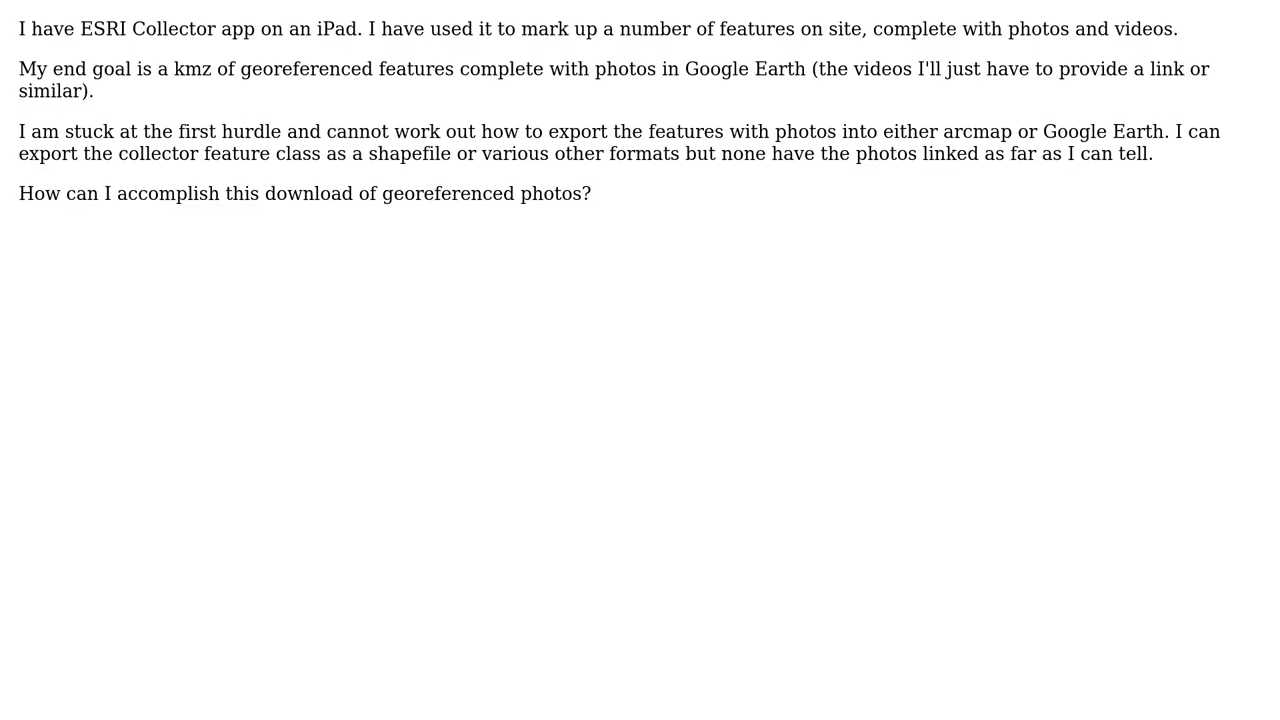 I have ESRI Collector app on an iPad. I have used it to mark up a number of features on site, complete with photos and videos.
My end goal is a kmz of georeferenced features complete with photos in Google Earth (the videos I'll just have to provide a link or
similar).
I am stuck at the first hurdle and cannot work out how to export the features with photos into either arcmap or Google Earth. I can
export the collector feature class as a shapefile or various other formats but none have the photos linked as far as I can tell.
How can I accomplish this download of georeferenced photos?